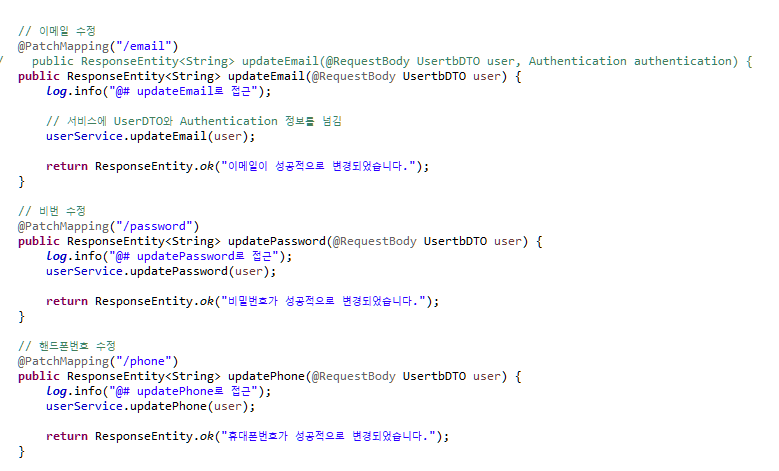 // 이메일 수정
@PatchMapping("/email")
/    public ResponseEntity<String> updateEmail(@RequestBody UsertbDTO user, Authentication authentication) {
public ResponseEntity<String> updateEmail(@RequestBody UsertbDTO user) {
    log.info("@# updateEmail로 접근");
    // 서비스에 UserDTO와 Authentication 정보를 넘김
    userService.updateEmail(user);
    return ResponseEntity.ok("이메일이 성공적으로 변경되었습니다.");
}
// 비번 수정
@PatchMapping("/password")
public ResponseEntity<String> updatePassword(@RequestBody UsertbDTO user) {
    log.info("@# updatePassword로 접근");
    userService.updatePassword(user);
    return ResponseEntity.ok("비밀번호가 성공적으로 변경되었습니다.");
}
// 핸드폰번호 수정
@PatchMapping("/phone")
public ResponseEntity<String> updatePhone(@RequestBody UsertbDTO user) {
    log.info("@# updatePhone로 접근");
    userService.updatePhone(user);
    return ResponseEntity.ok("휴대폰번호가 성공적으로 변경되었습니다.");
}